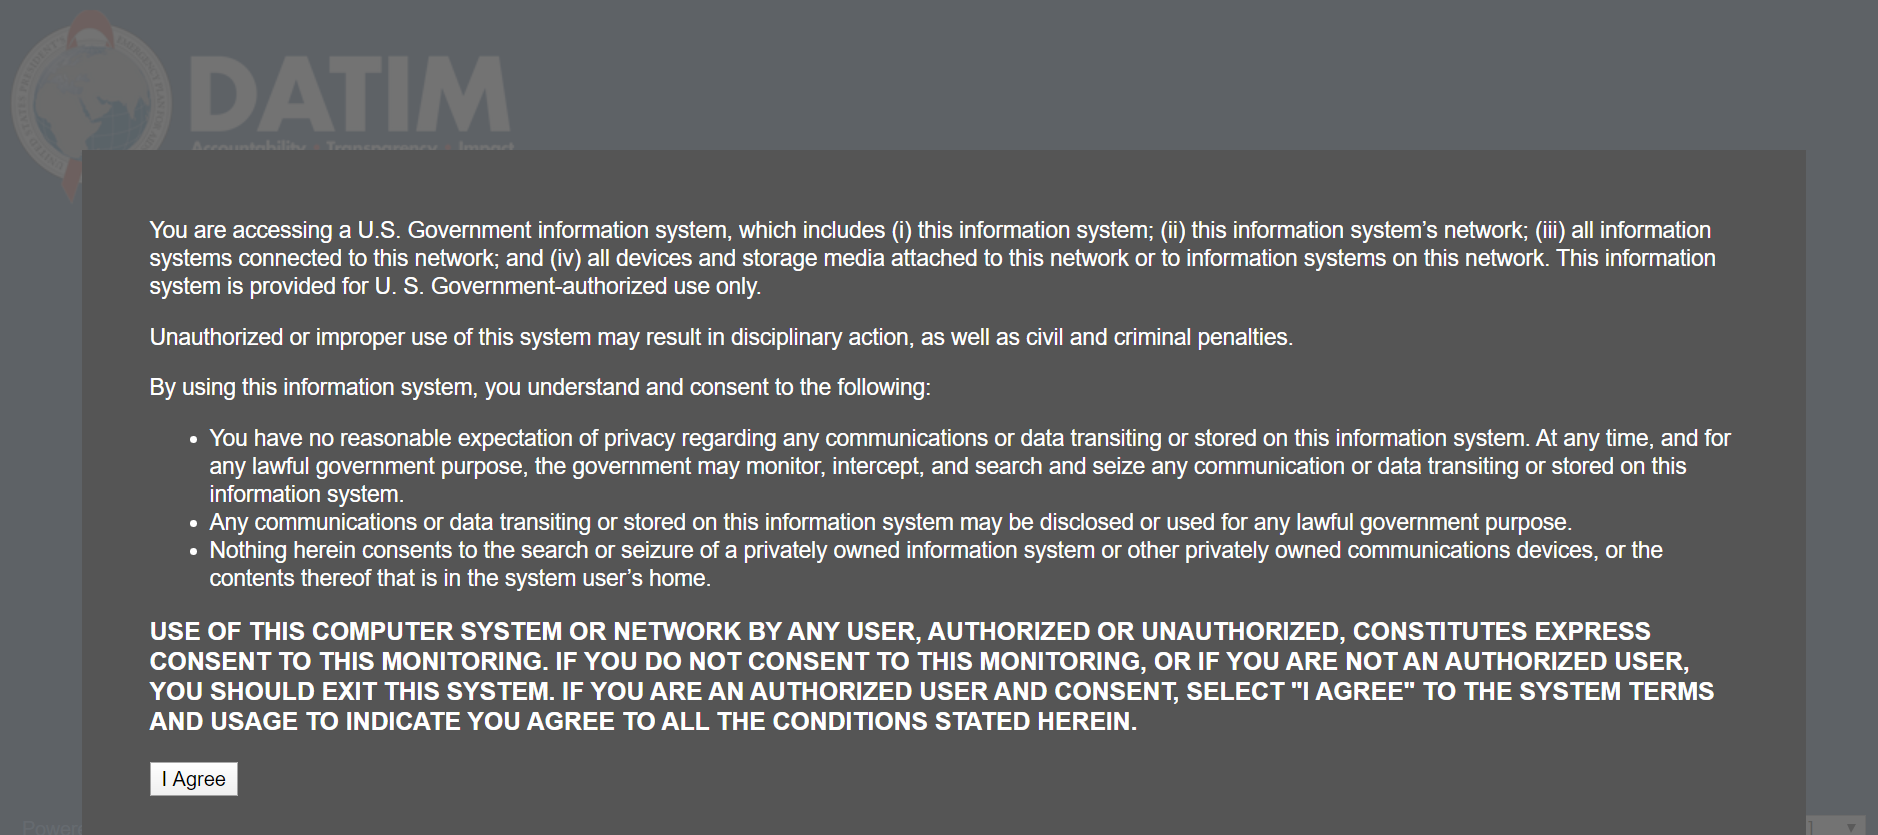 DATIM
Accountability • Transparency • Impact
You are accessing a U.S. Government information system, which includes (i) this information system; (ii) this information system’s network; (iii) all information
systems connected to this network; and (iv) all devices and storage media attached to this network or to information systems on this network. This information
system is provided for U. S. Government-authorized use only.
Unauthorized or improper use of this system may result in disciplinary action, as well as civil and criminal penalties.
By using this information system, you understand and consent to the following:
• You have no reasonable expectation of privacy regarding any communications or data transiting or stored on this information system. At any time, and for
any lawful government purpose, the government may monitor, intercept, and search and seize any communication or data transiting or stored on this
information system.
• Any communications or data transiting or stored on this information system may be disclosed or used for any lawful government purpose.
• Nothing herein consents to the search or seizure of a privately owned information system or other privately owned communications devices, or the
contents thereof that is in the system user’s home.
USE OF THIS COMPUTER SYSTEM OR NETWORK BY ANY USER, AUTHORIZED OR UNAUTHORIZED, CONSTITUTES EXPRESS
CONSENT TO THIS MONITORING. IF YOU DO NOT CONSENT TO THIS MONITORING, OR IF YOU ARE NOT AN AUTHORIZED USER,
YOU SHOULD EXIT THIS SYSTEM. IF YOU ARE AN AUTHORIZED USER AND CONSENT, SELECT "I AGREE" TO THE SYSTEM TERMS
AND USAGE TO INDICATE YOU AGREE TO ALL THE CONDITIONS STATED HEREIN.
I Agree